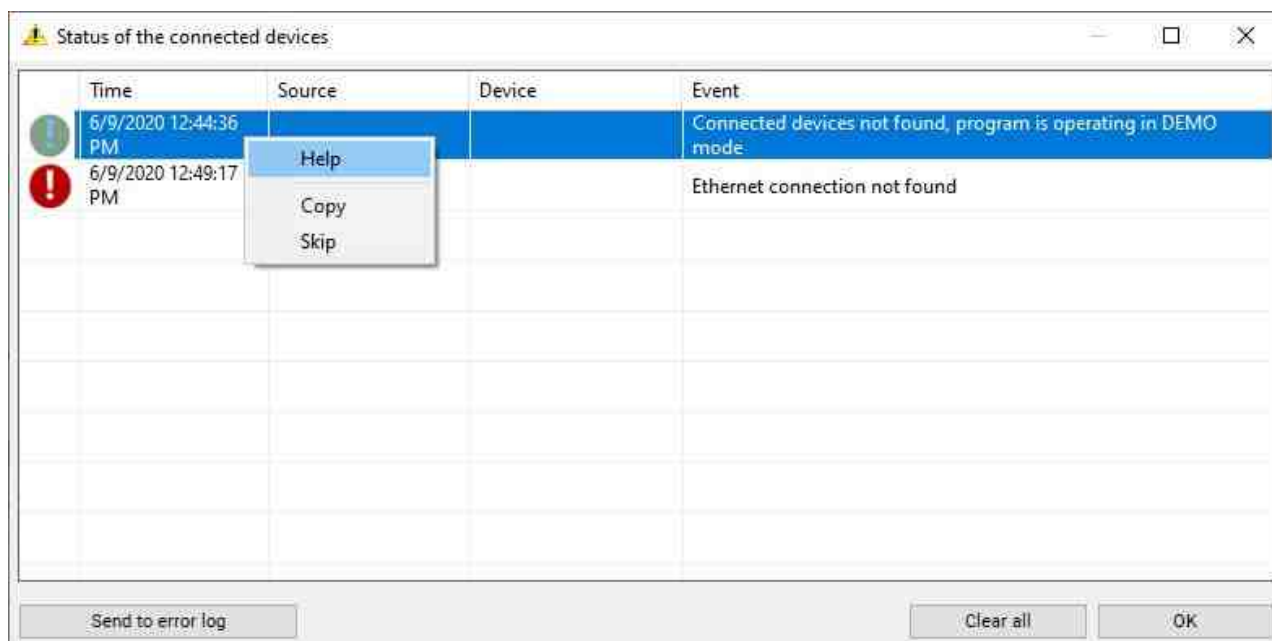 Status of the connected devices
Time Source Device Event
6/9/2020 12:44:36 PM Connected devices not found, program is operating in DEMO mode
Help
6/9/2020 12:49:17 PM Ethernet connection not found
Copy
Skip
Send to error log Clear all OK